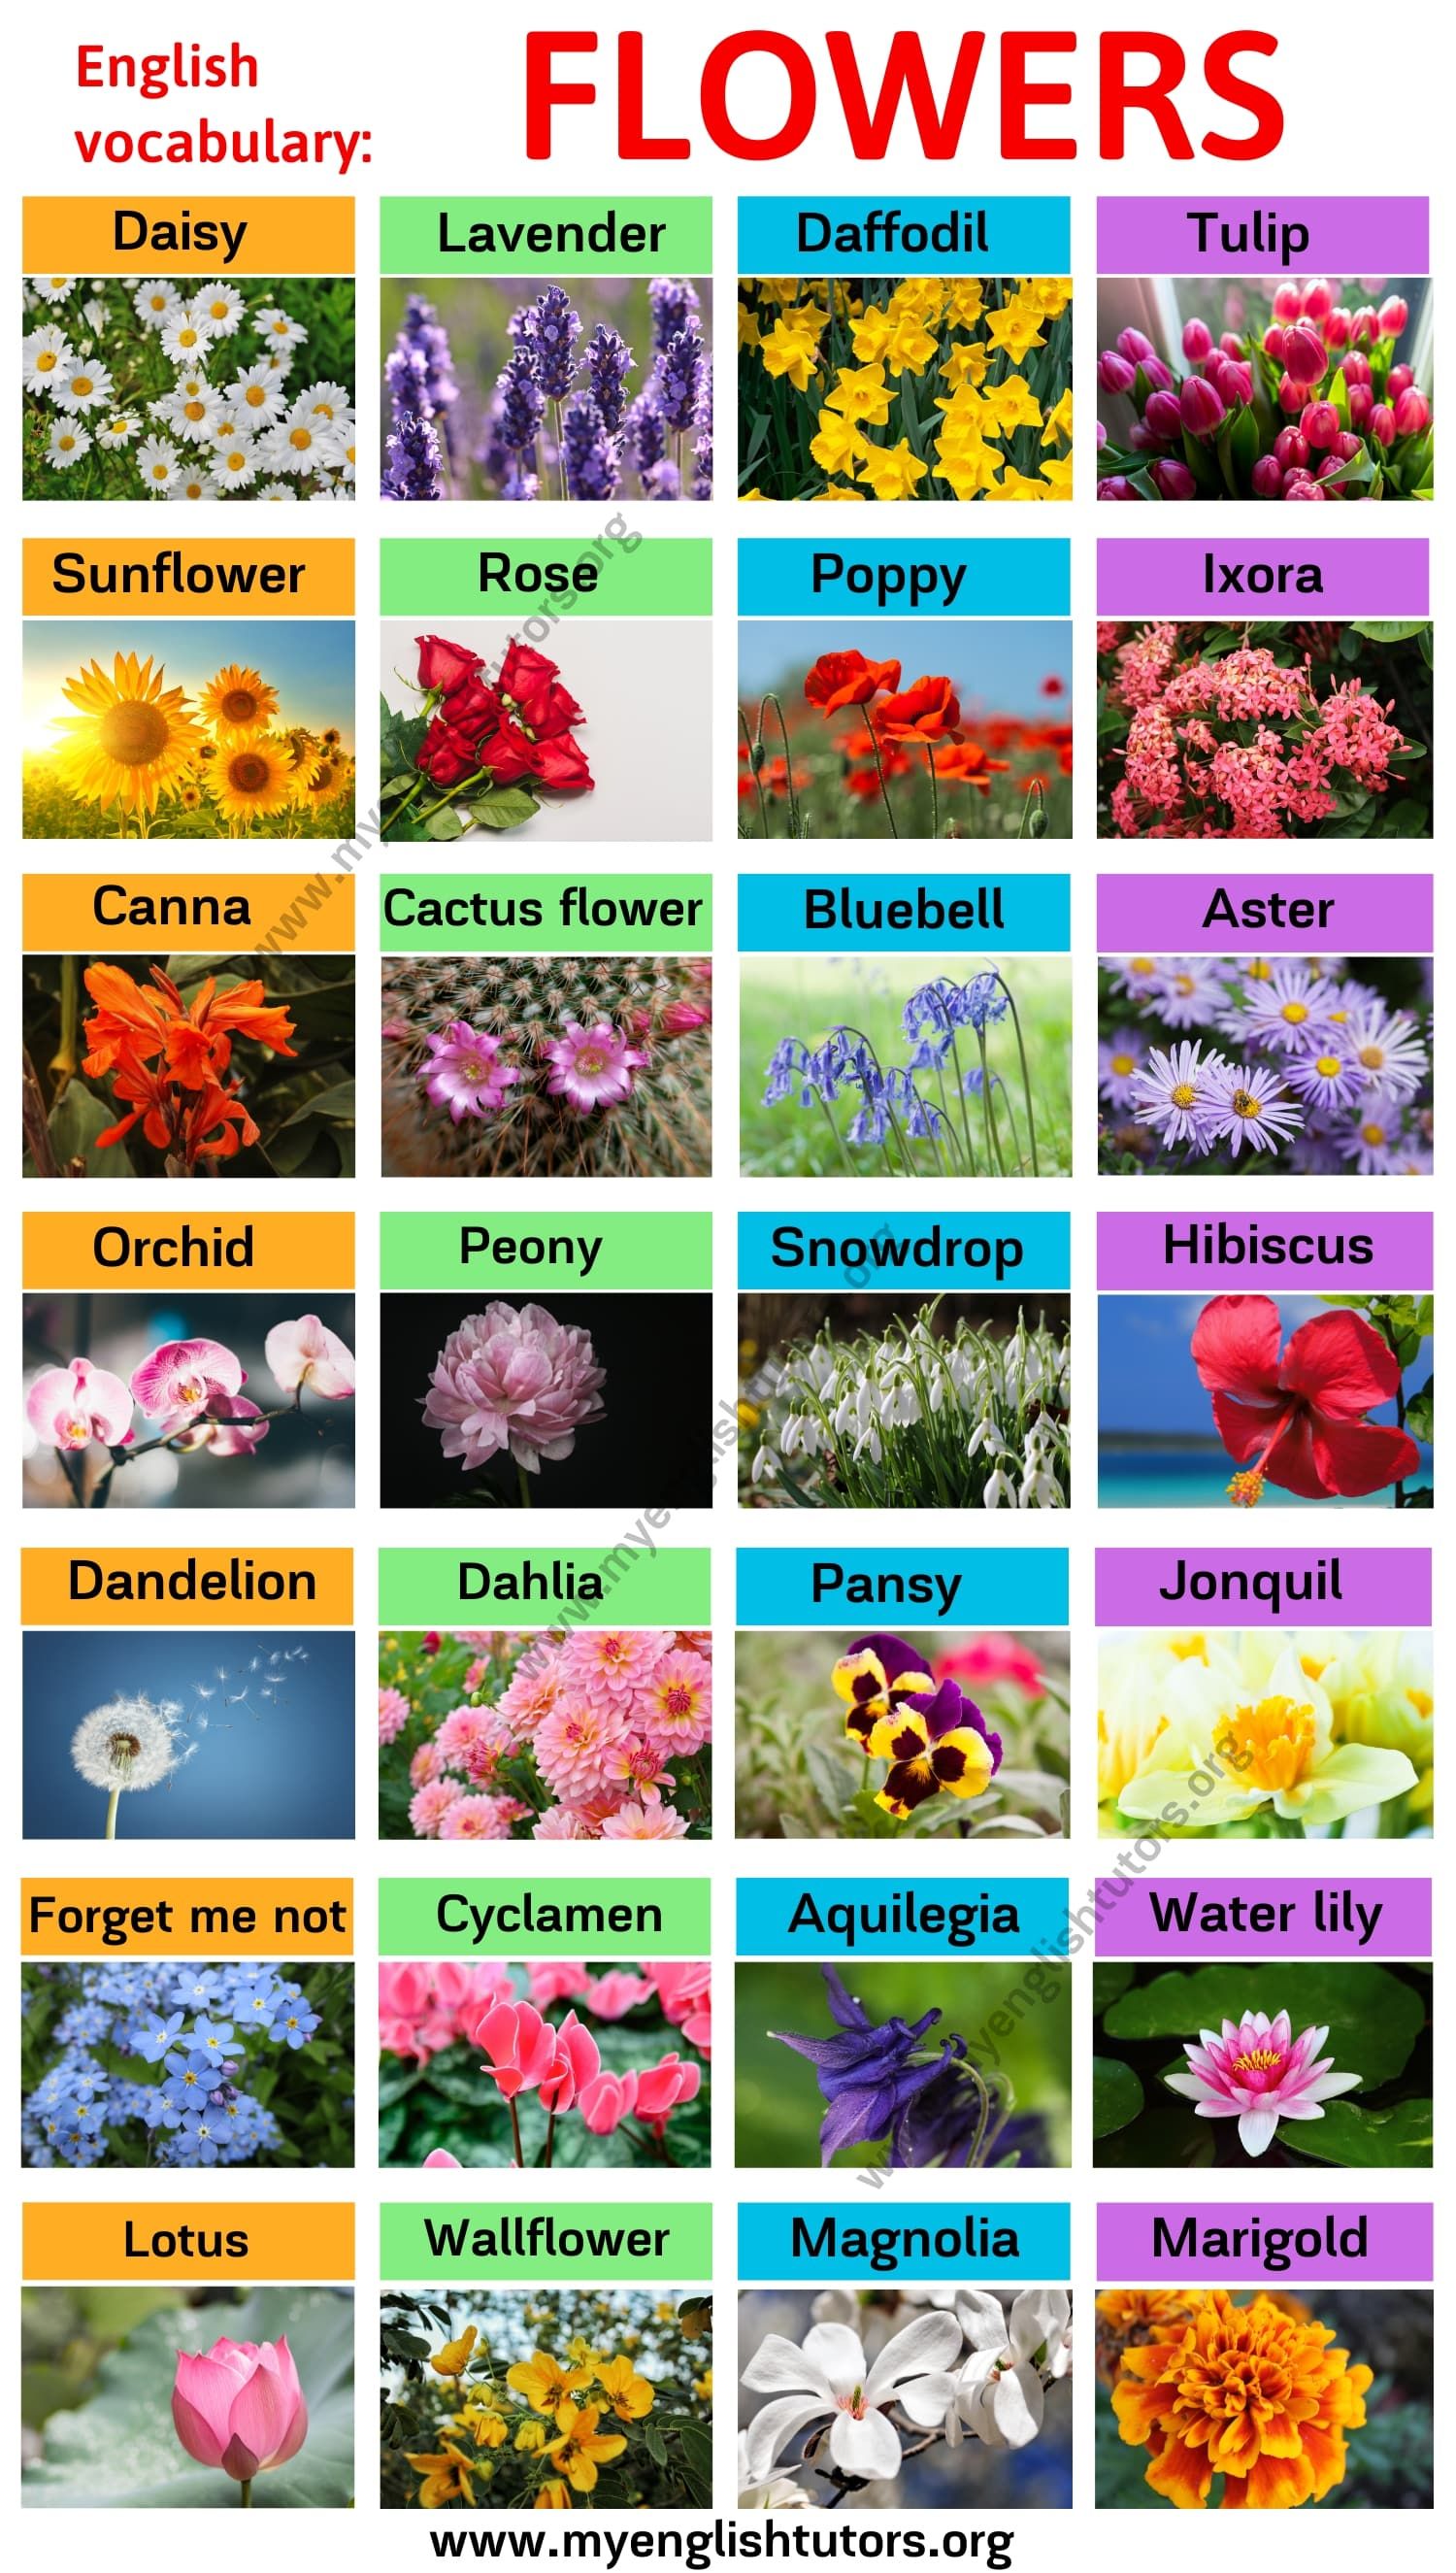 English
vocabulary:
FLOWERS
Daisy
Lavender
Daffodil
Tulip
Sunflower
Rose
Poppy
Ixora
Canna
Cactus flower
Bluebell
Aster
Orchid
Peony
Snowdrop
Hibiscus
Dandelion
Dahlia
Pansy
Jonquil
Forget me not
Cyclamen
Aquilegia
Water lily
Lotus
Wallflower
Magnolia
Marigold
www.myenglishtutors.org